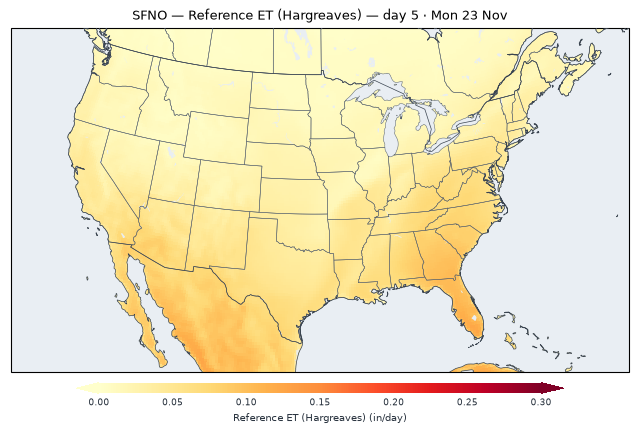 SFNO — Reference ET (Hargreaves) — day 5 · Mon 23 Nov
0.00 0.05 0.10 0.15 0.20 0.25 0.30
Reference ET (Hargreaves) (in/day)